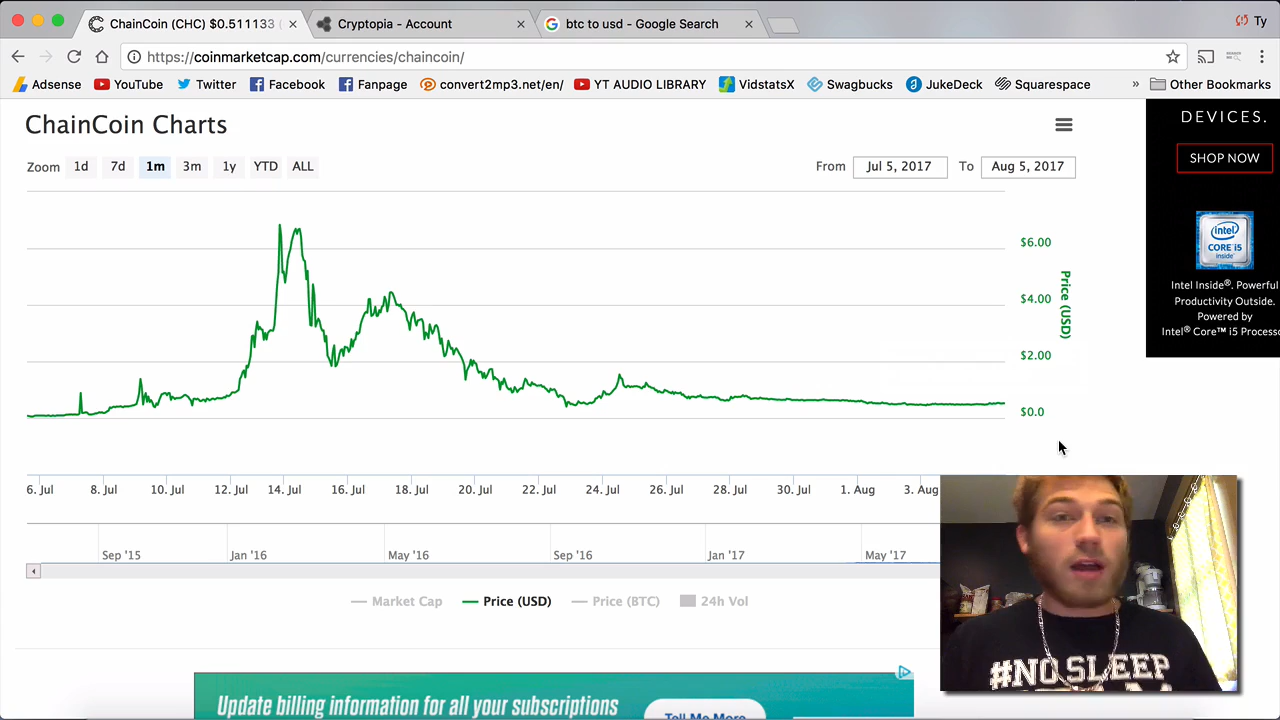 ChainCoin (CHC) $0.511133
Cryptopia - Account
btc to usd - Google Search
Ty
https://coinmarketcap.com/currencies/chaincoin/
Adsense
YouTube
Twitter
Facebook
Fanpage
convert2mp3.net/en/
YT AUDIO LIBRARY
VidstatsX
Swagbucks
JukeDeck
Squarespace
»
Other Bookmarks
ChainCoin Charts
Zoom 1d 7d 1m 3m 1y YTD ALL
From Jul 5, 2017 To Aug 5, 2017
$6.00
$4.00
$2.00
$0.0
Price (USD)
6. Jul 8. Jul 10. Jul 12. Jul 14. Jul 16. Jul 18. Jul 20. Jul 22. Jul 24. Jul 26. Jul 28. Jul 30. Jul 1. Aug 3. Aug
Sep '15 Jan '16 May '16 Sep '16 Jan '17 May '17
Market Cap Price (USD) Price (BTC) 24h Vol
DEVICES.
SHOP NOW
intel
CORE i5
inside
Intel Inside®. Powerful
Productivity Outside.
Powered by
Intel® Core™ i5 Process
#NO SLEEP
Update billing information for all your subscriptions
Tell Me More